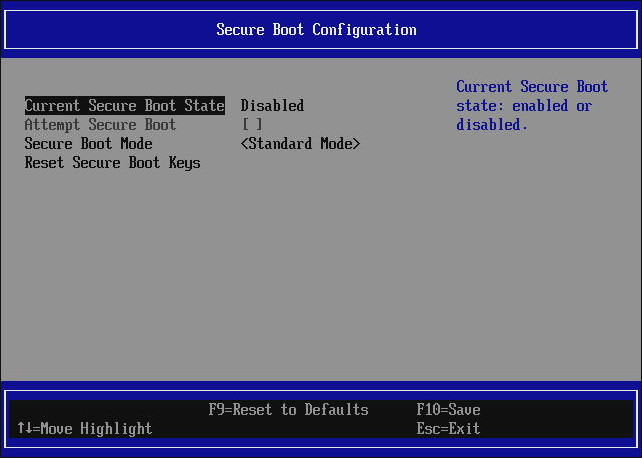 Secure Boot Configuration
Current Secure Boot State Disabled
Attempt Secure Boot [ ]
Secure Boot Mode <Standard Mode>
Reset Secure Boot Keys
Current Secure Boot
state: enabled or
disabled.
F9=Reset to Defaults F10=Save
↑↓=Move Highlight Esc=Exit